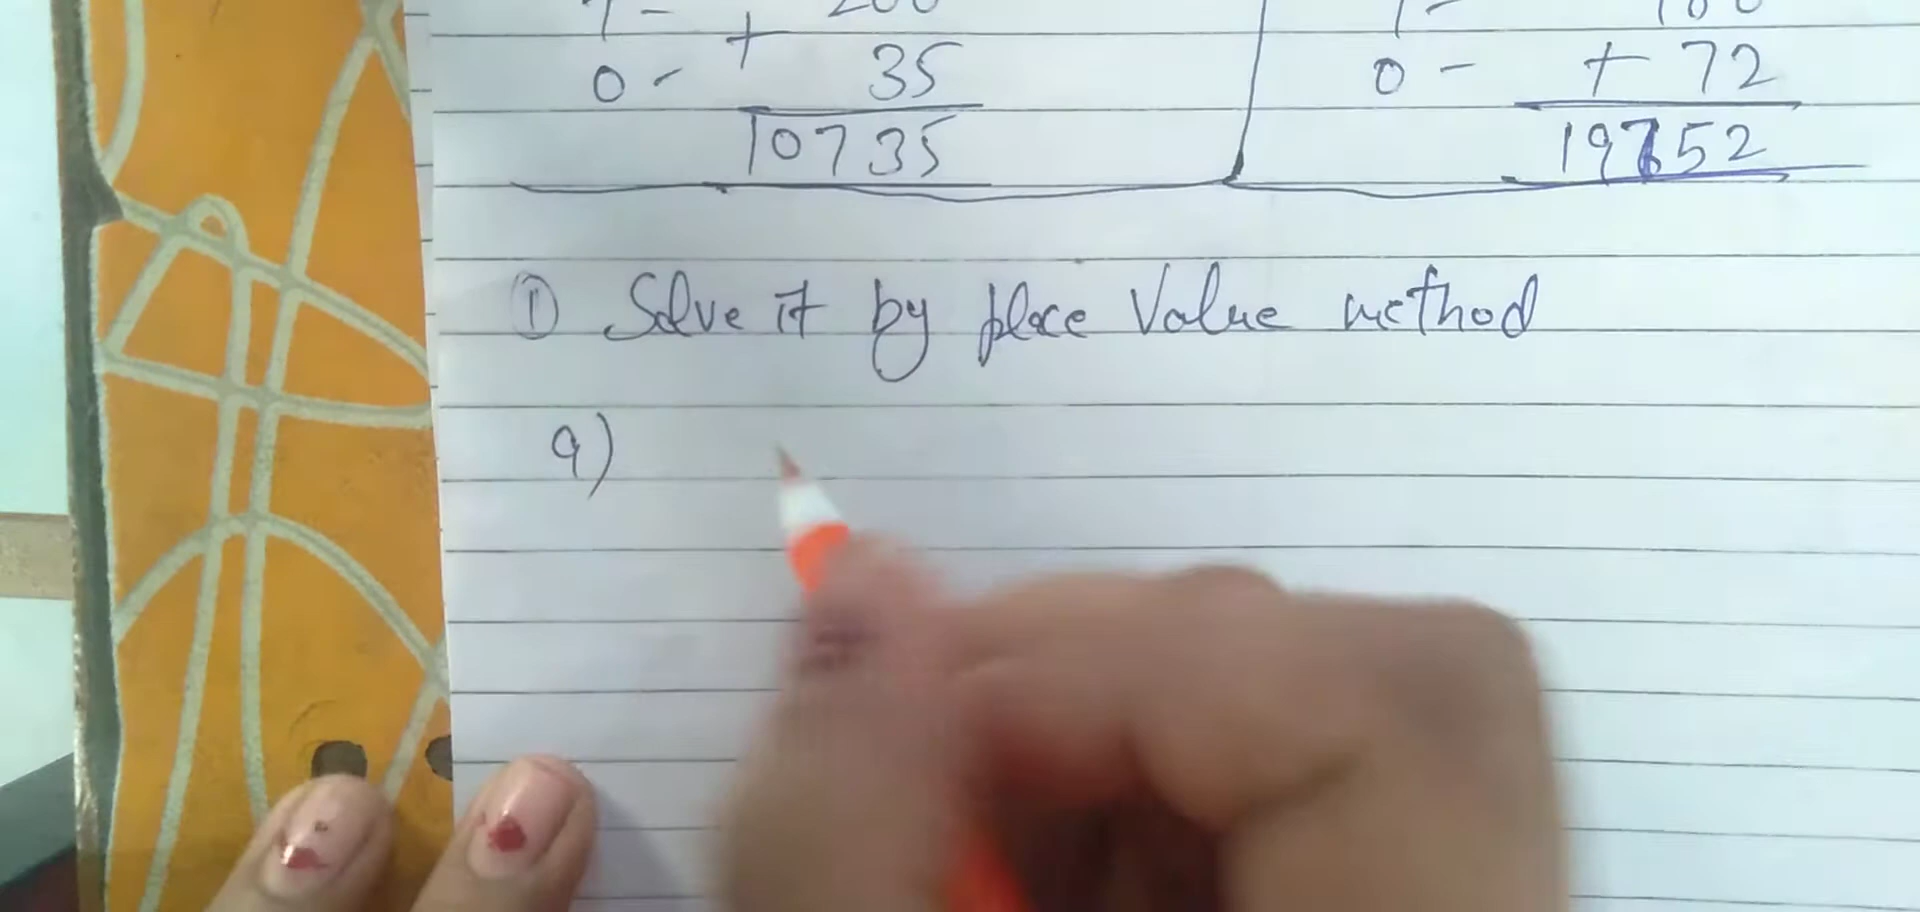 0 - + 35
10735
0 - + 72
19752
① Solve it by place Value method
a)